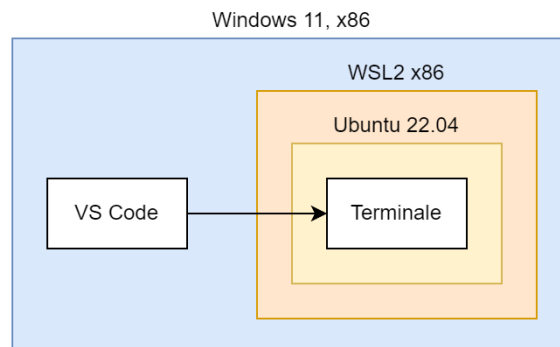 Windows 11, x86
WSL2 x86
Ubuntu 22.04
VS Code
Terminale